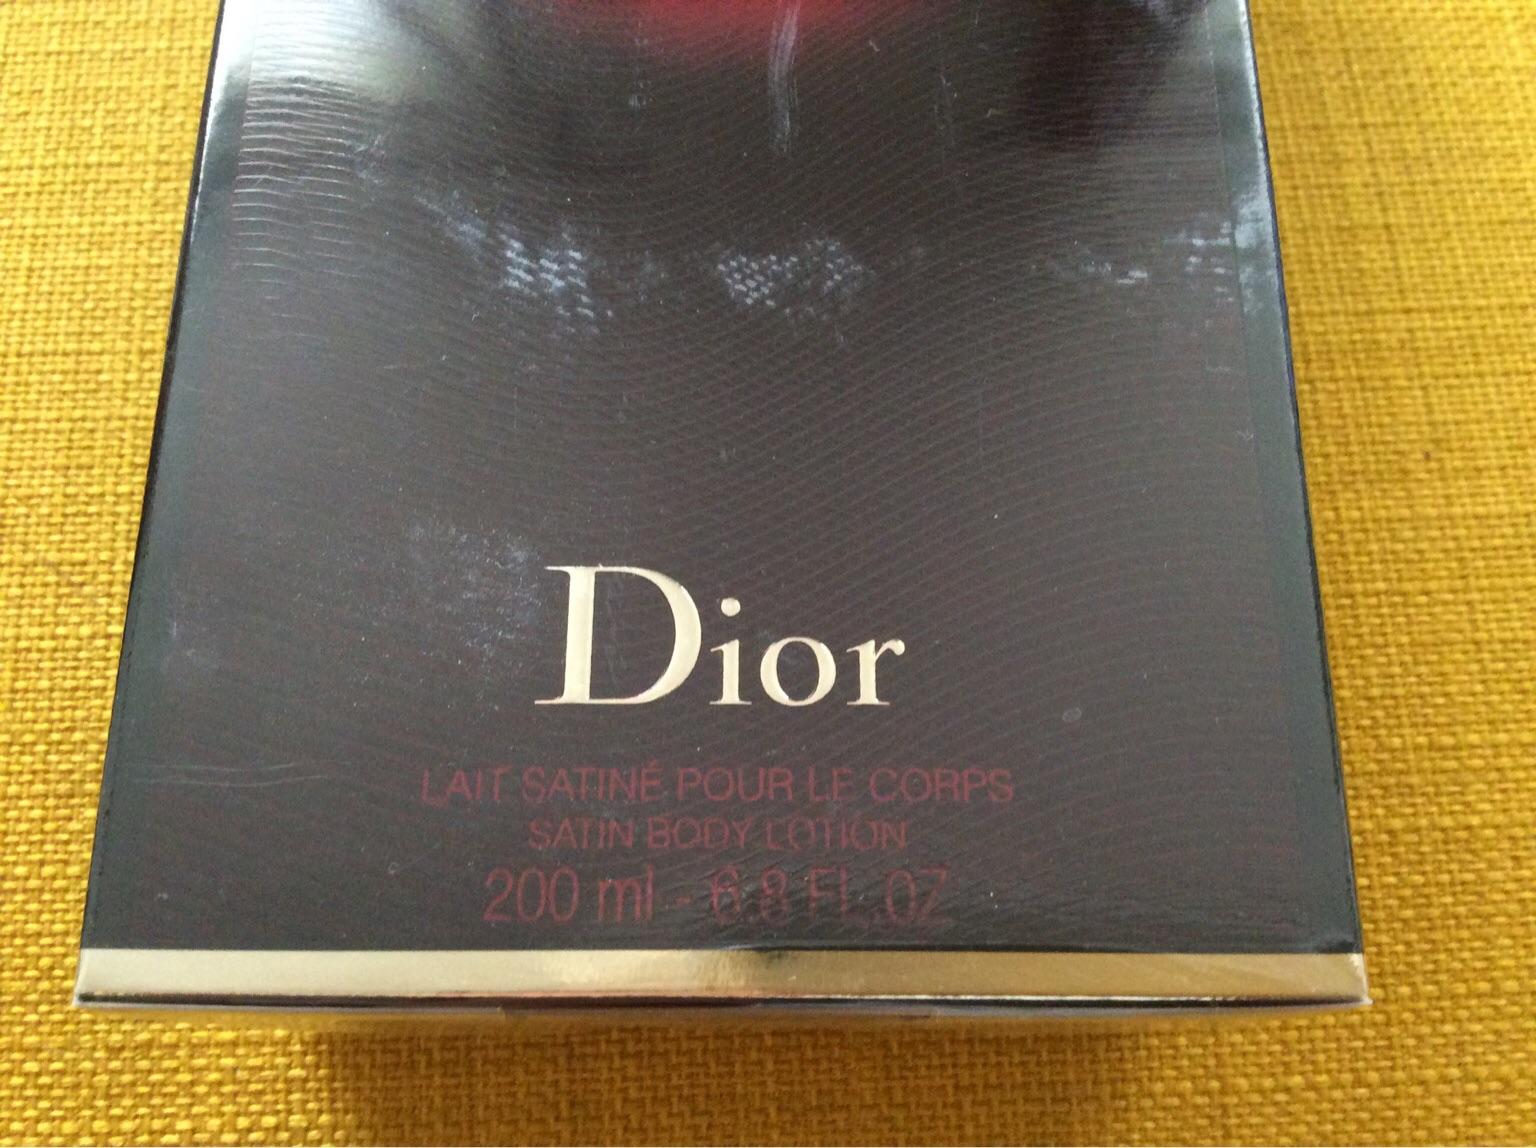 Dior
LAIT SATINÉ POUR LE CORPS
SATIN BODY LOTION
200 ml - 6.8 FL.OZ